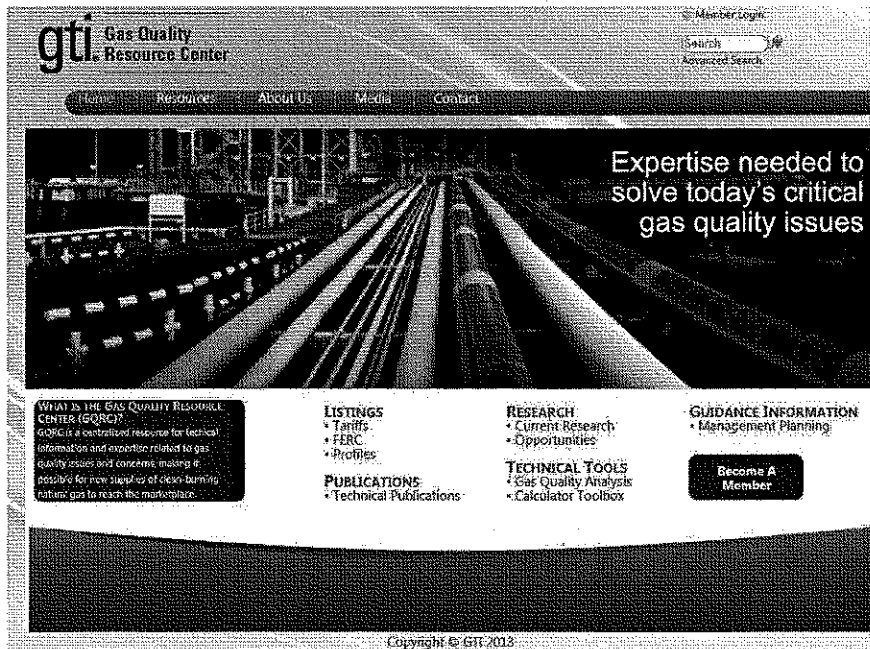 Member Login
gti. Gas Quality
Resource Center
Search
Advanced Search
Home Resources About Us Media Contact
Expertise needed to
solve today's critical
gas quality issues
WHAT IS THE GAS QUALITY RESOURCE
CENTER (GQRC)?
GQRC is a centralized resource for techical
information and expertise related to gas
quality issues and concerns, making it
possible for new supplies of clean-burning
natural gas to reach the marketplace.
LISTINGS
• Tariffs
• FERC
• Profiles
PUBLICATIONS
• Technical Publications
RESEARCH
• Current Research
• Opportunities
TECHNICAL TOOLS
• Gas Quality Analysis
• Calculator Toolbox
GUIDANCE INFORMATION
• Management Planning
Become A
Member
Copyright © GTI 2013